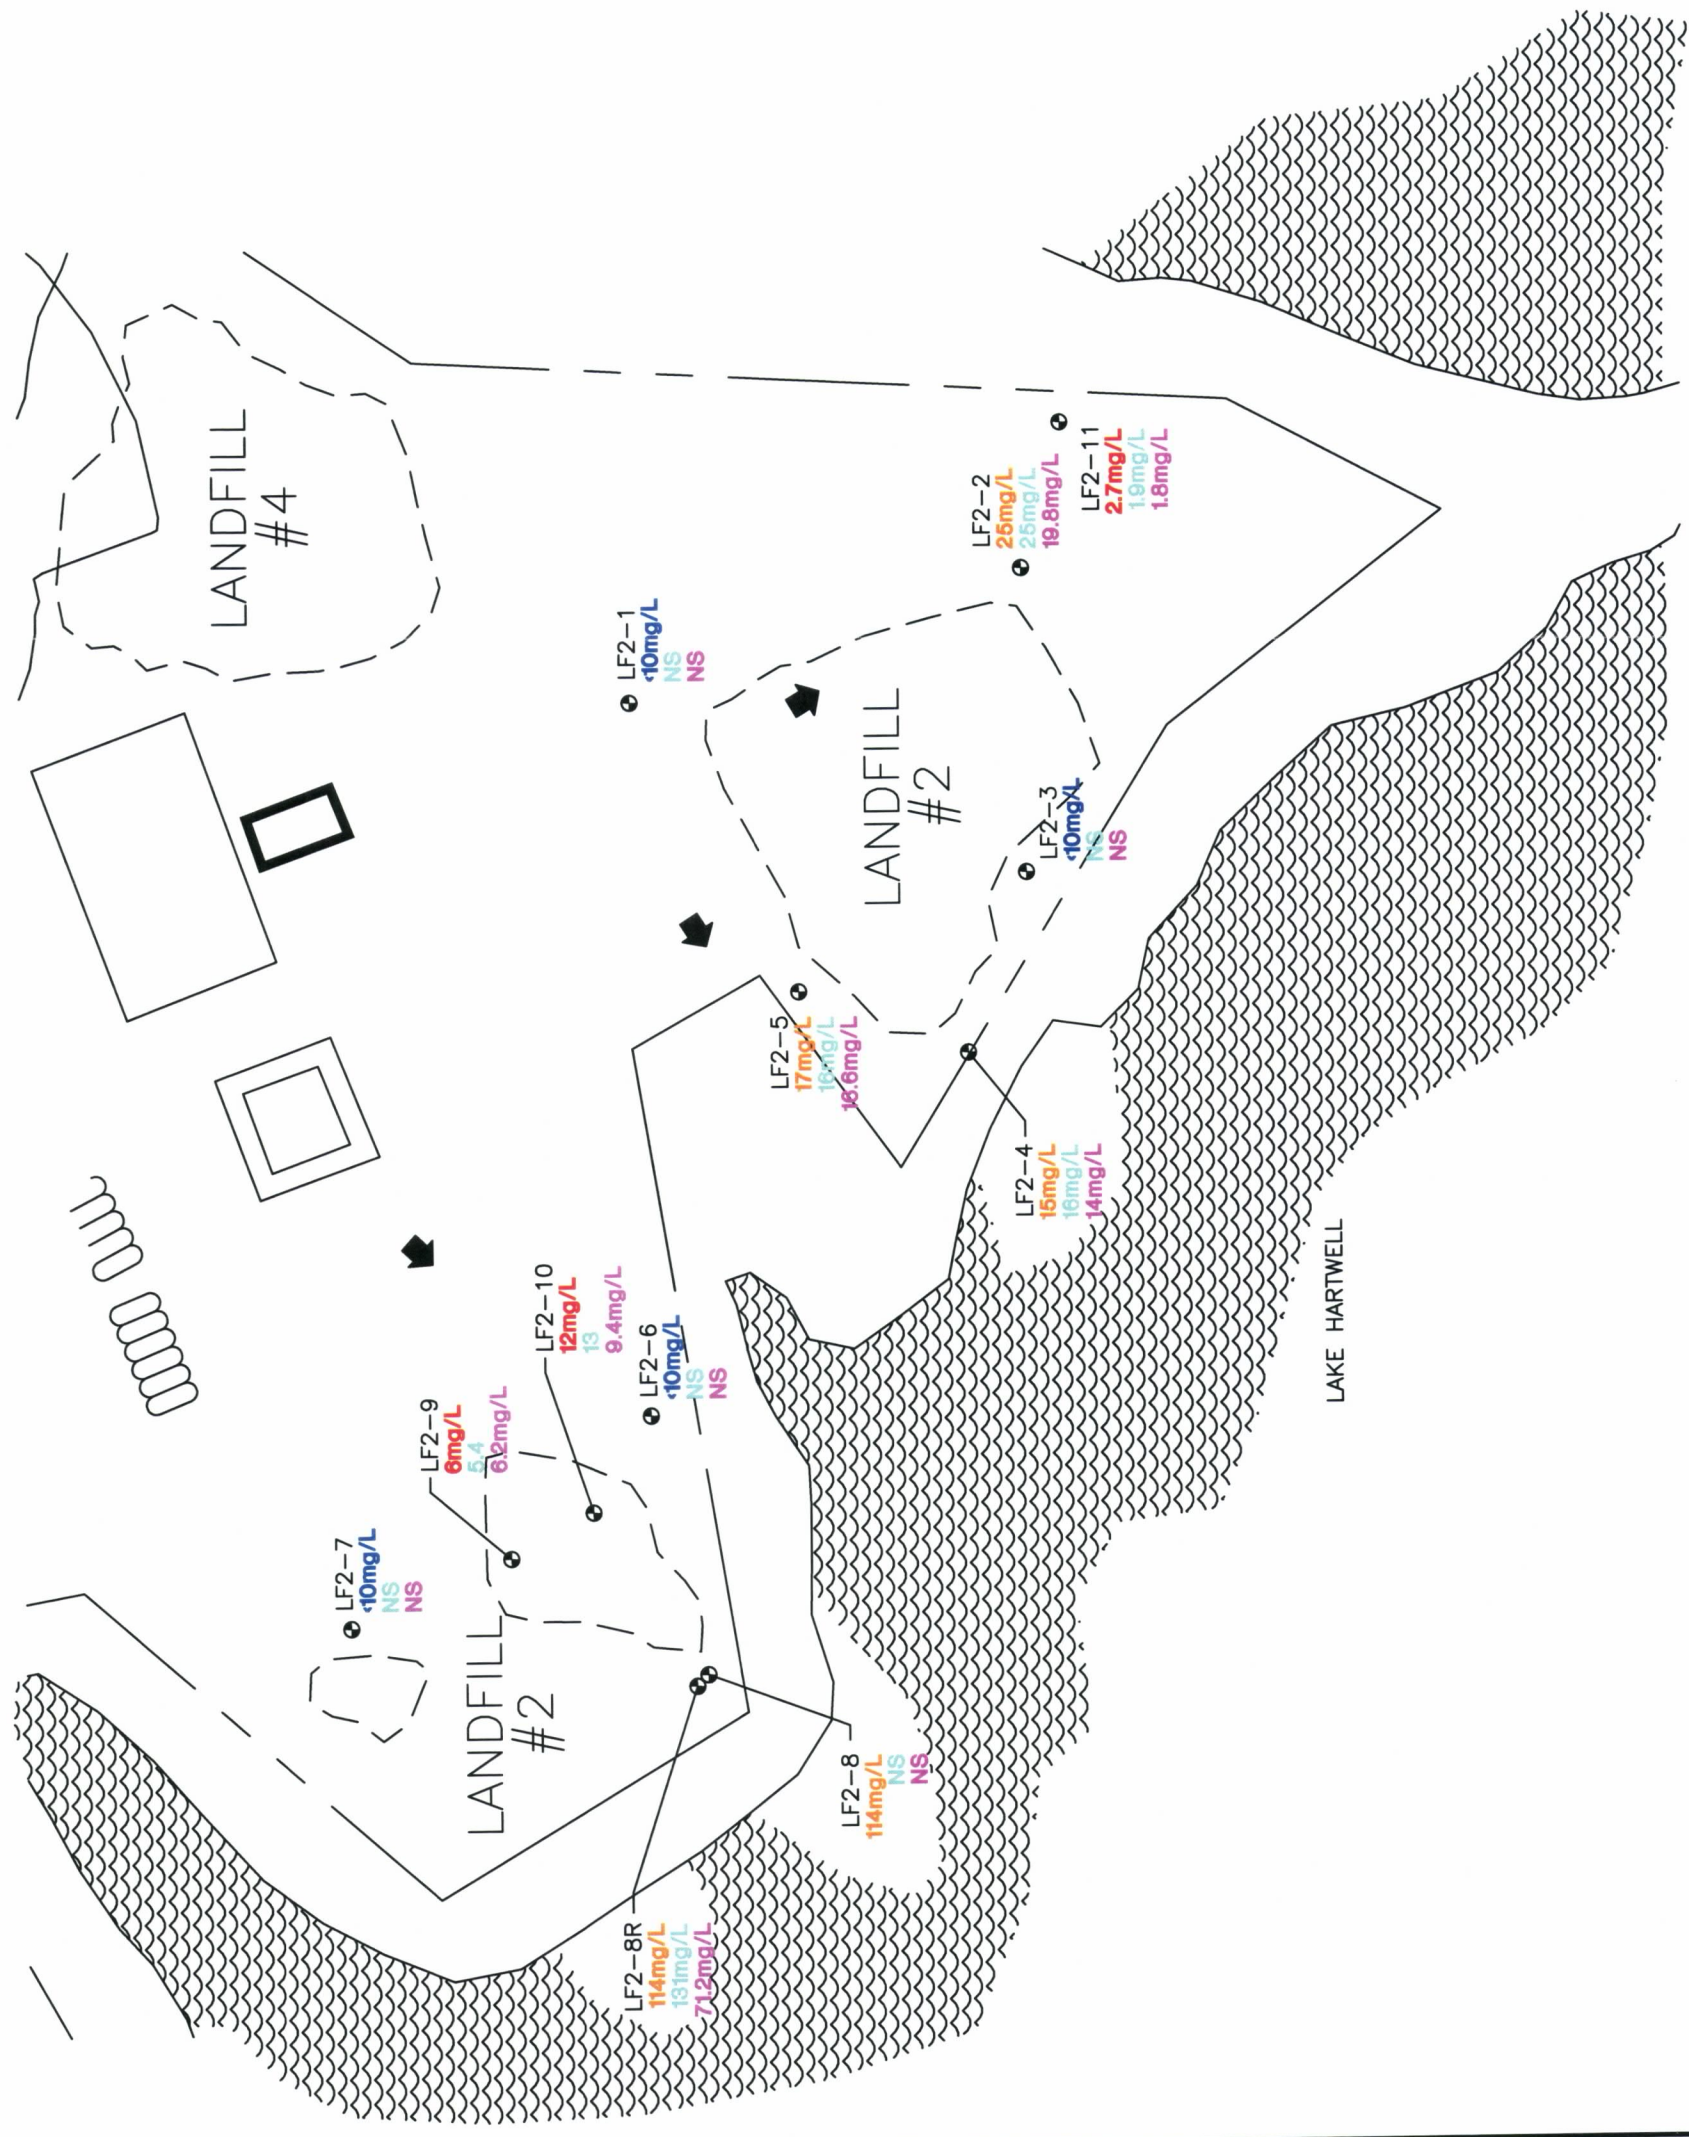 LANDFILL
#4
LF2-1
<10mg/L
NS
NS
LF2-2
25mg/L
25mg/L
19.8mg/L
LF2-11
2.7mg/L
1.9mg/L
1.8mg/L
LANDFILL
#2
LF2-3
<10mg/L
NS
NS
LF2-5
17mg/L
16mg/L
16.6mg/L
LF2-4
15mg/L
16mg/L
14mg/L
LF2-10
12mg/L
13
9.4mg/L
LF2-6
<10mg/L
NS
NS
LF2-9
6mg/L
5.4
6.2mg/L
LF2-7
<10mg/L
NS
NS
LANDFILL
#2
LF2-8
114mg/L
NS
NS
LF2-8R
114mg/L
131mg/L
71.2mg/L
LAKE HARTWELL